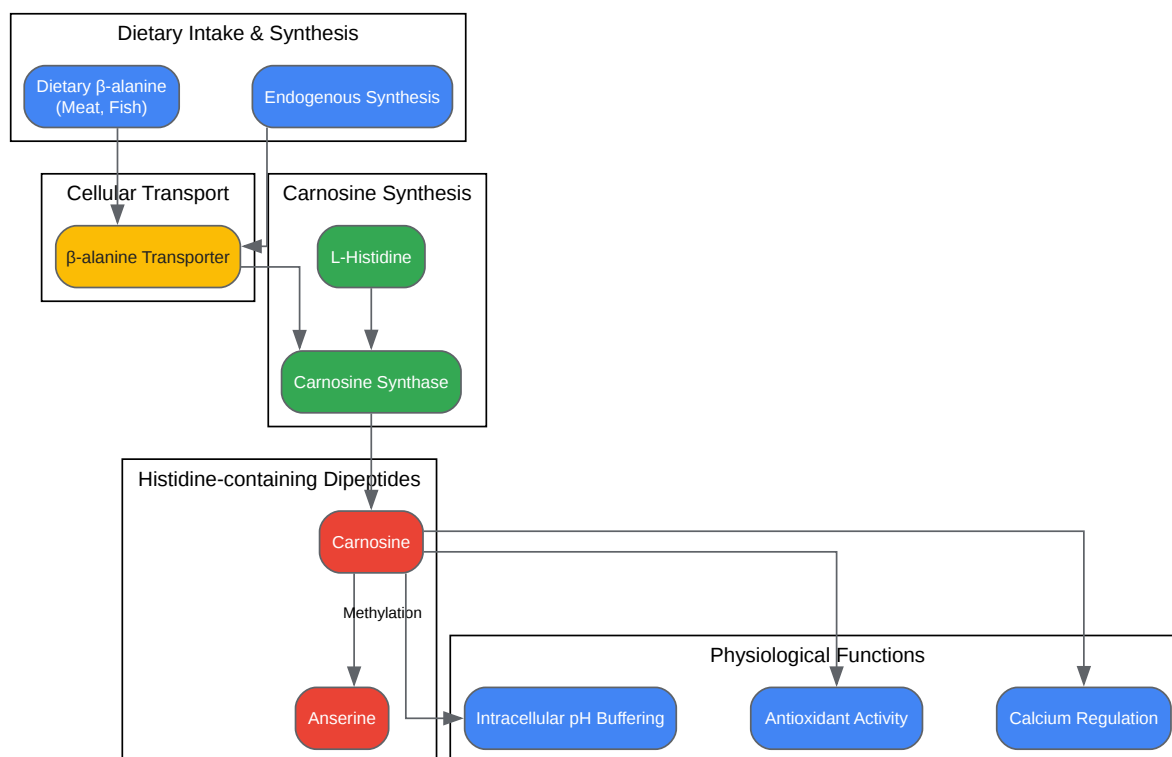 Dietary Intake & Synthesis
Dietary β-alanine
(Meat, Fish)
Endogenous Synthesis
Cellular Transport
Carnosine Synthesis
β-alanine Transporter
L-Histidine
Carnosine Synthase
Histidine-containing Dipeptides
Carnosine
Methylation
Physiological Functions
Anserine
Intracellular pH Buffering
Antioxidant Activity
Calcium Regulation